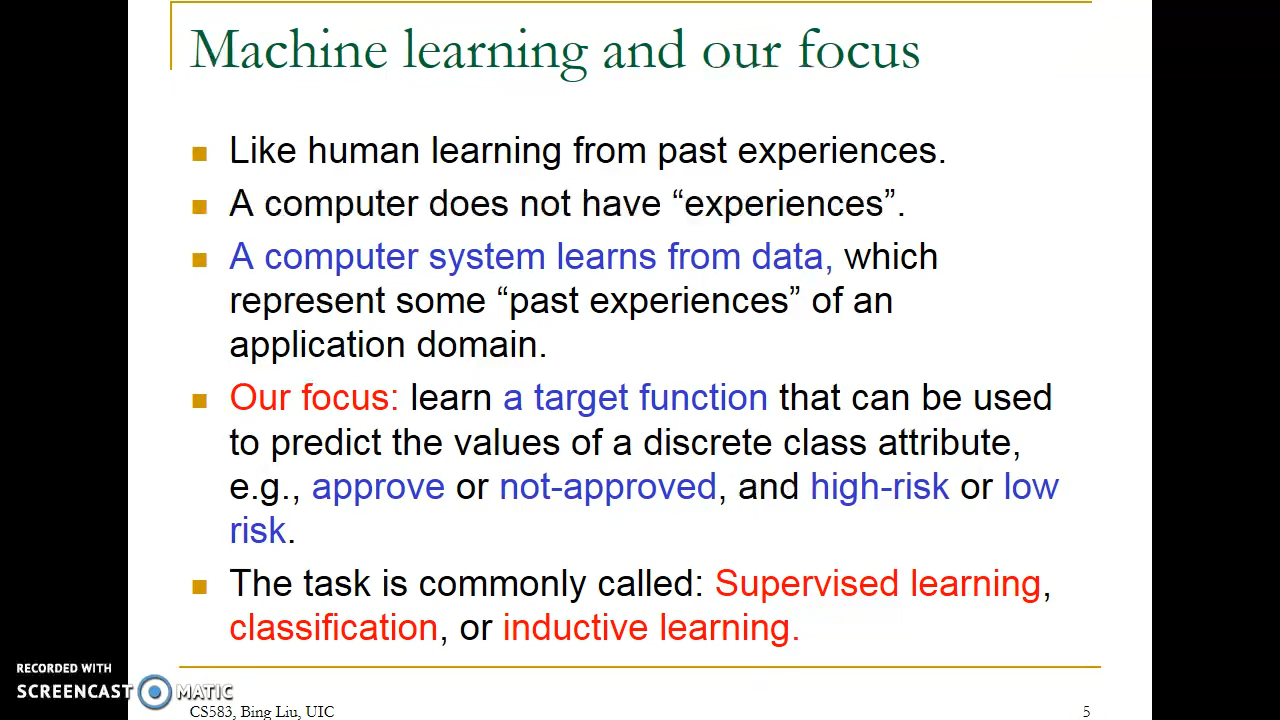 Machine learning and our focus
Like human learning from past experiences.
A computer does not have “experiences”.
A computer system learns from data, which
represent some “past experiences” of an
application domain.
Our focus: learn a target function that can be used
to predict the values of a discrete class attribute,
e.g., approve or not-approved, and high-risk or low
risk.
The task is commonly called: Supervised learning,
classification, or inductive learning.
RECORDED WITH
SCREENCAST MATIC
CS583, Bing Liu, UIC
5